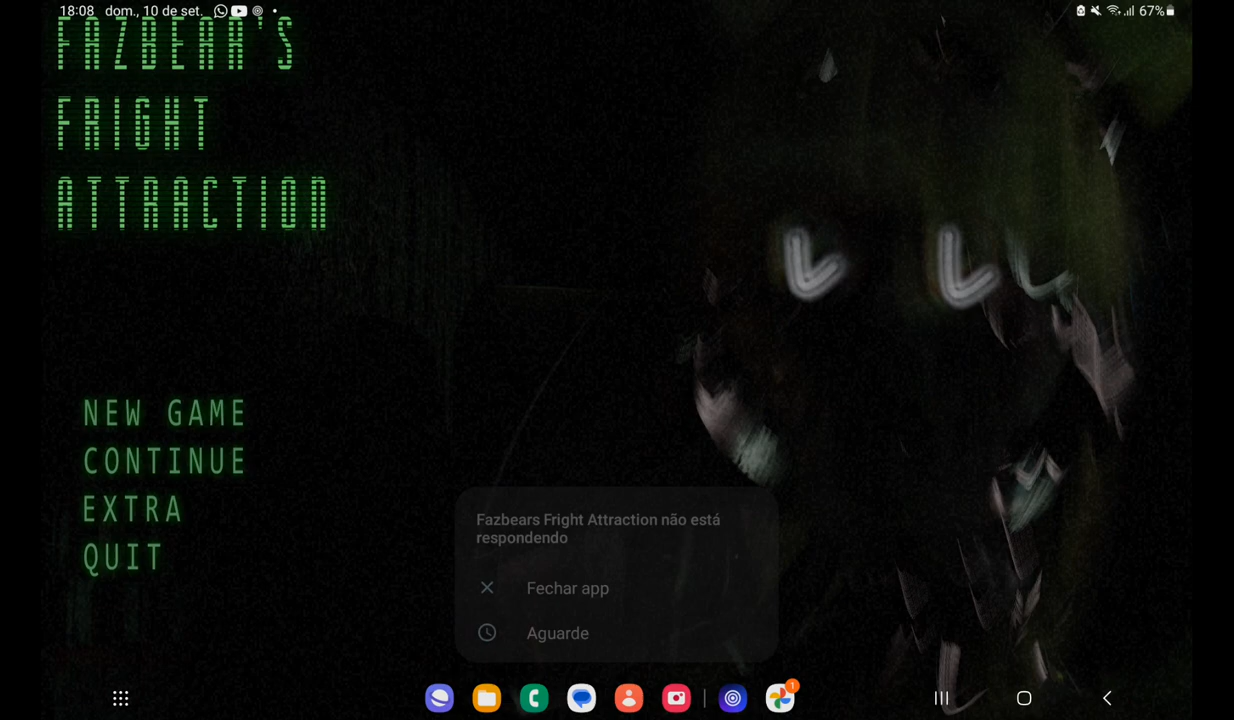 18:08 dom., 10 de set.
67%
FAZBEAR'S
FRIGHT
ATTRACTION
NEW GAME
CONTINUE
EXTRA
QUIT
Fazbears Fright Attraction não está
respondendo
Fechar app
Aguarde
1